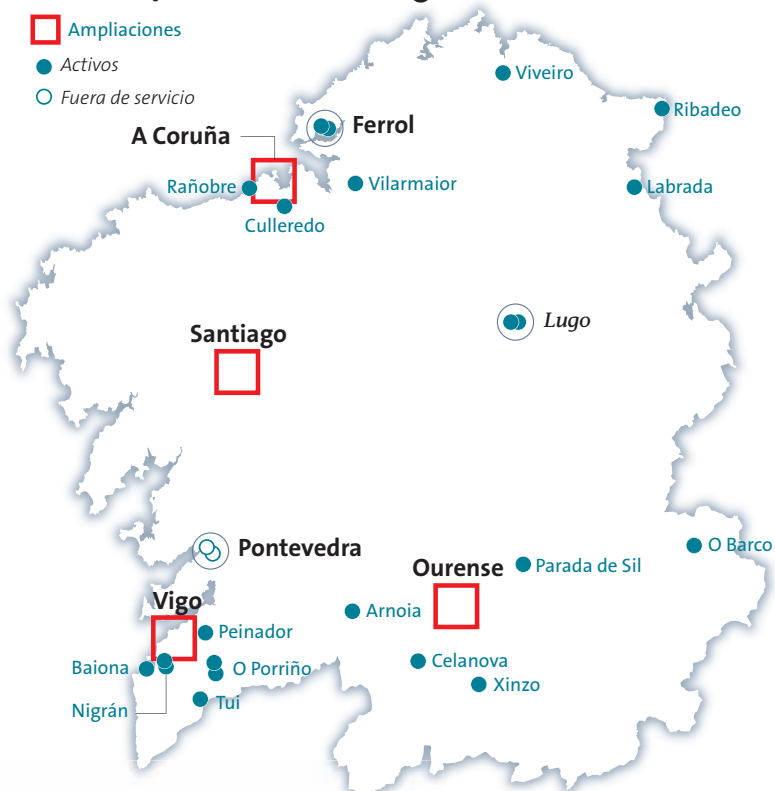 Ampliaciones
Activos
Fuera de servicio
Viveiro
Ribadeo
Ferrol
A Coruña
Rañobre
Vilarmaior
Labrada
Culleredo
Lugo
Santiago
Pontevedra
O Barco
Ourense
Parada de Sil
Vigo
Arnoia
Peinador
Baiona
O Porriño
Celanova
Xinzo
Nigrán
Tui